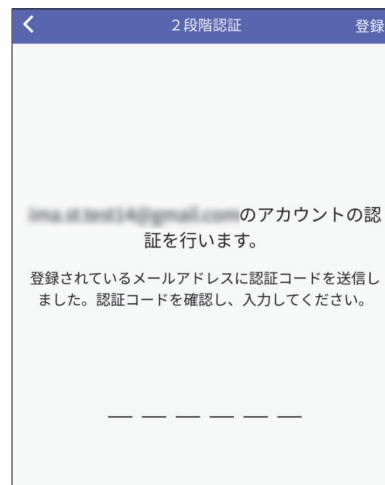 2段階認証 登録
のアカウントの認
証を行います。
登録されているメールアドレスに認証コードを送信し
ました。認証コードを確認し、入力してください。